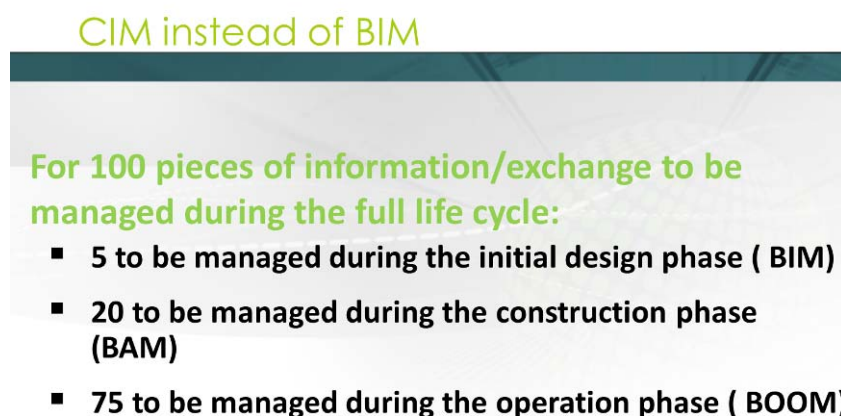 CIM instead of BIM
For 100 pieces of information/exchange to be
managed during the full life cycle:
▪ 5 to be managed during the initial design phase ( BIM)
▪ 20 to be managed during the construction phase
(BAM)
▪ 75 to be managed during the operation phase ( BOOM)